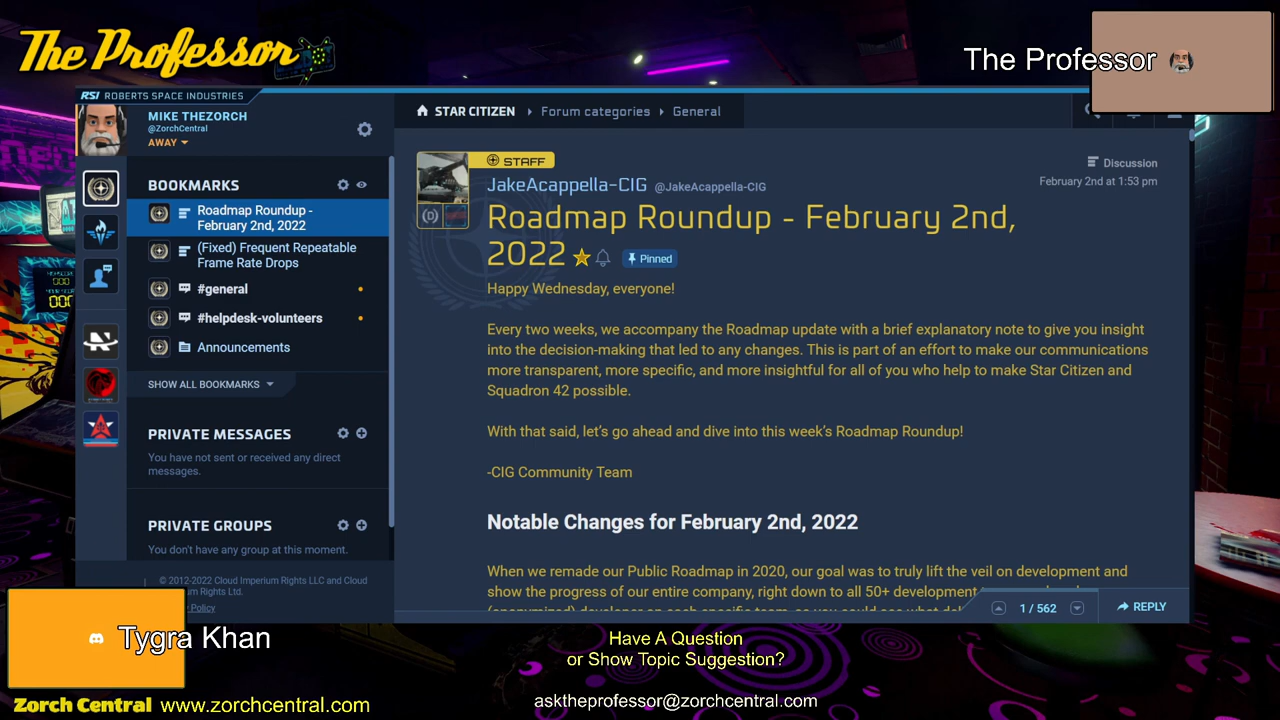 The Professor
The Professor
RSI ROBERTS SPACE INDUSTRIES
MIKE THEZORCH
@ZorchCentral
AWAY
STAR CITIZEN
Forum categories
General
BOOKMARKS
Roadmap Roundup -
February 2nd, 2022
(Fixed) Frequent Repeatable
Frame Rate Drops
#general
#helpdesk-volunteers
Announcements
SHOW ALL BOOKMARKS
PRIVATE MESSAGES
You have not sent or received any direct
messages.
PRIVATE GROUPS
You don't have any group at this moment.
© 2012-2022 Cloud Imperium Rights LLC and Cloud
Rights Ltd.
Policy
STAFF
JakeAcappella-CIG @JakeAcappella-CIG
Discussion
February 2nd at 1:53 pm
Roadmap Roundup - February 2nd,
2022 Pinned
Happy Wednesday, everyone!
Every two weeks, we accompany the Roadmap update with a brief explanatory note to give you insight
into the decision-making that led to any changes. This is part of an effort to make our communications
more transparent, more specific, and more insightful for all of you who help to make Star Citizen and
Squadron 42 possible.
With that said, let's go ahead and dive into this week's Roadmap Roundup!
-CIG Community Team
Notable Changes for February 2nd, 2022
When we remade our Public Roadmap in 2020, our goal was to truly lift the veil on development and
show the progress of our entire company, right down to all 50+ development
1 / 562
REPLY
Tygra Khan
Have A Question
or Show Topic Suggestion?
Zorch Central www.zorchcentral.com
asktheprofessor@zorchcentral.com